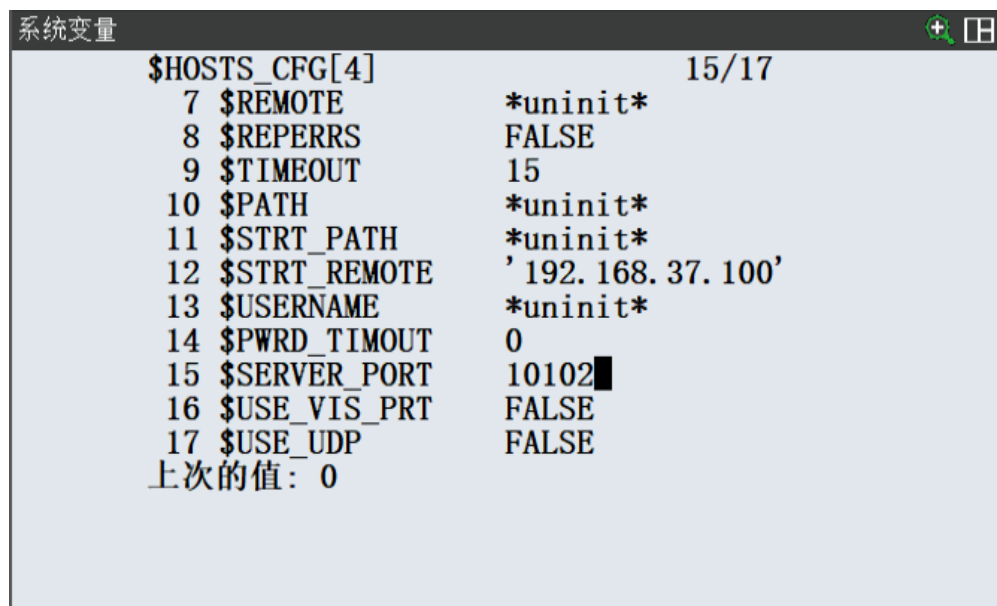 系统变量
$HOSTS_CFG[4] 15/17
7 $REMOTE *uninit*
8 $REPERRS FALSE
9 $TIMEOUT 15
10 $PATH *uninit*
11 $STRT_PATH *uninit*
12 $STRT_REMOTE '192.168.37.100'
13 $USERNAME *uninit*
14 $PWRD_TIMOUT 0
15 $SERVER_PORT 10102
16 $USE_VIS_PRT FALSE
17 $USE_UDP FALSE
上次的值: 0